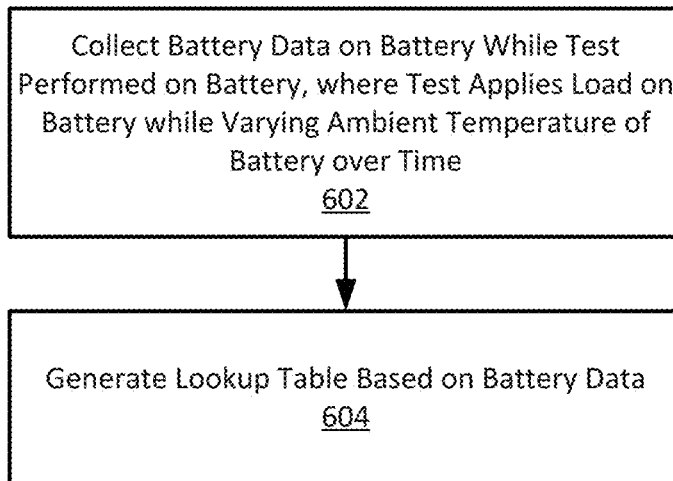 Collect Battery Data on Battery While Test
Performed on Battery, where Test Applies Load on
Battery while Varying Ambient Temperature of
Battery over Time
602
Generate Lookup Table Based on Battery Data
604